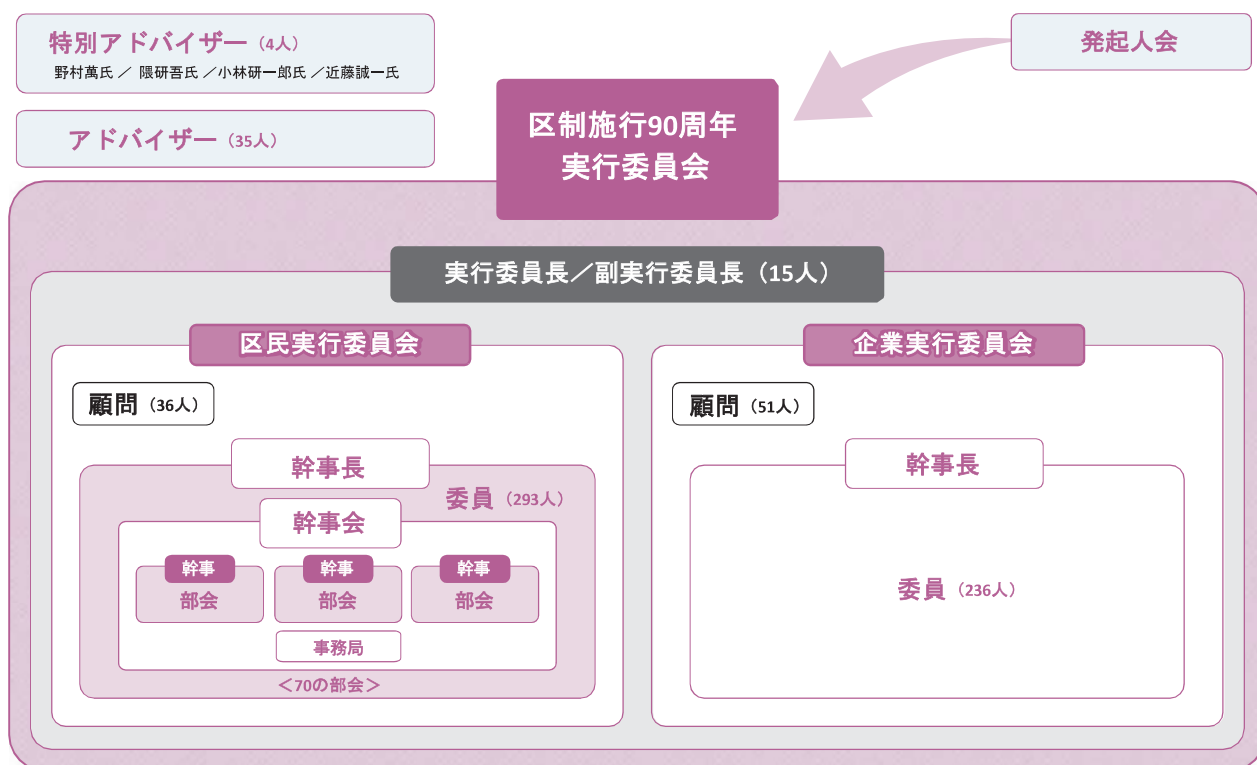 特別アドバイザー（4人）
野村萬氏 ／ 隈研吾氏 ／小林研一郎氏 ／近藤誠一氏
アドバイザー（35人）
発起人会
区制施行90周年
実行委員会
実行委員長／副実行委員長（15人）
区民実行委員会
顧問（36人）
幹事長
委員（293人）
幹事会
幹事
部会
幹事
部会
幹事
部会
事務局
＜70の部会＞
企業実行委員会
顧問（51人）
幹事長
委員（236人）